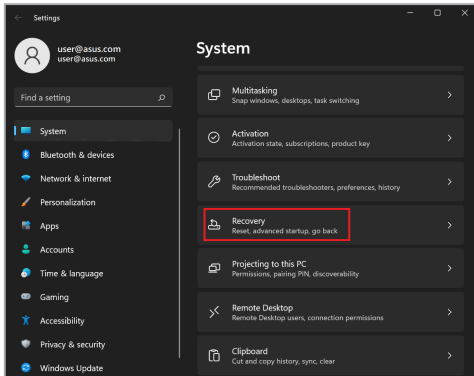 Settings
user@asus.com
user@asus.com
Find a setting
System
Bluetooth & devices
Network & internet
Personalization
Apps
Accounts
Time & language
Gaming
Accessibility
Privacy & security
Windows Update
System
Multitasking
Snap windows, desktops, task switching
Activation
Activation state, subscriptions, product key
Troubleshoot
Recommended troubleshooters, preferences, history
Recovery
Reset, advanced startup, go back
Projecting to this PC
Permissions, pairing PIN, discoverability
Remote Desktop
Remote Desktop users, connection permissions
Clipboard
Cut and copy history, sync, clear